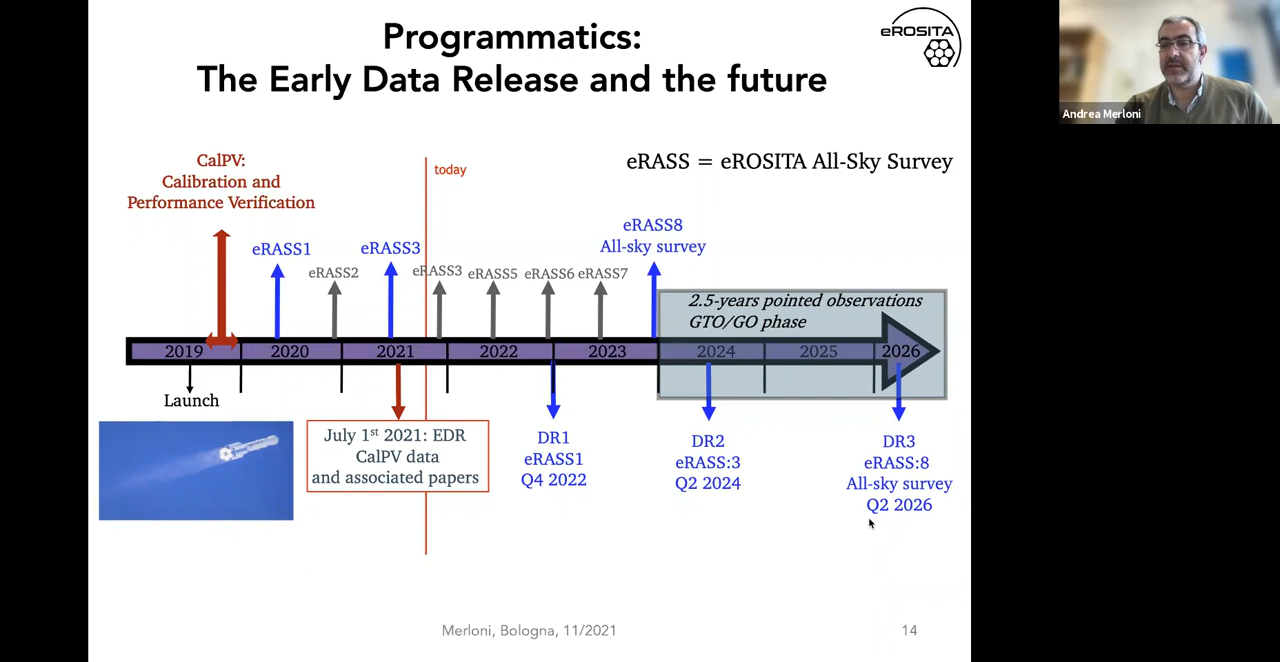 Programmatics:
The Early Data Release and the future
eROSITA
Andrea Merloni
CalPV:
Calibration and
Performance Verification
today
eRASS = eROSITA All-Sky Survey
eRASS1
eRASS2
eRASS3
eRASS3
eRASS5
eRASS6
eRASS7
eRASS8
All-sky survey
2.5-years pointed observations
GTO/GO phase
2019
2020
2021
2022
2023
2024
2025
2026
Launch
July 1st 2021: EDR
CalPV data
and associated papers
DR1
eRASS1
Q4 2022
DR2
eRASS:3
Q2 2024
DR3
eRASS:8
All-sky survey
Q2 2026
Merloni, Bologna, 11/2021
14